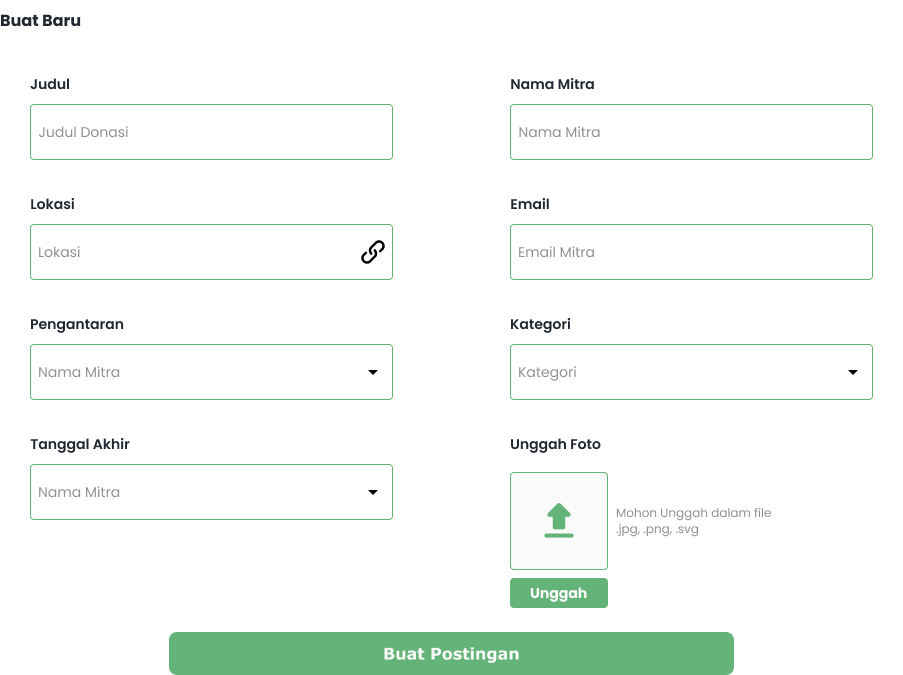 Buat Baru
Judul
Judul Donasi
Nama Mitra
Nama Mitra
Lokasi
Lokasi
Email
Email Mitra
Pengantaran
Nama Mitra
Kategori
Kategori
Tanggal Akhir
Nama Mitra
Unggah Foto
Mohon Unggah dalam file
.jpg, .png, .svg
Unggah
Buat Postingan